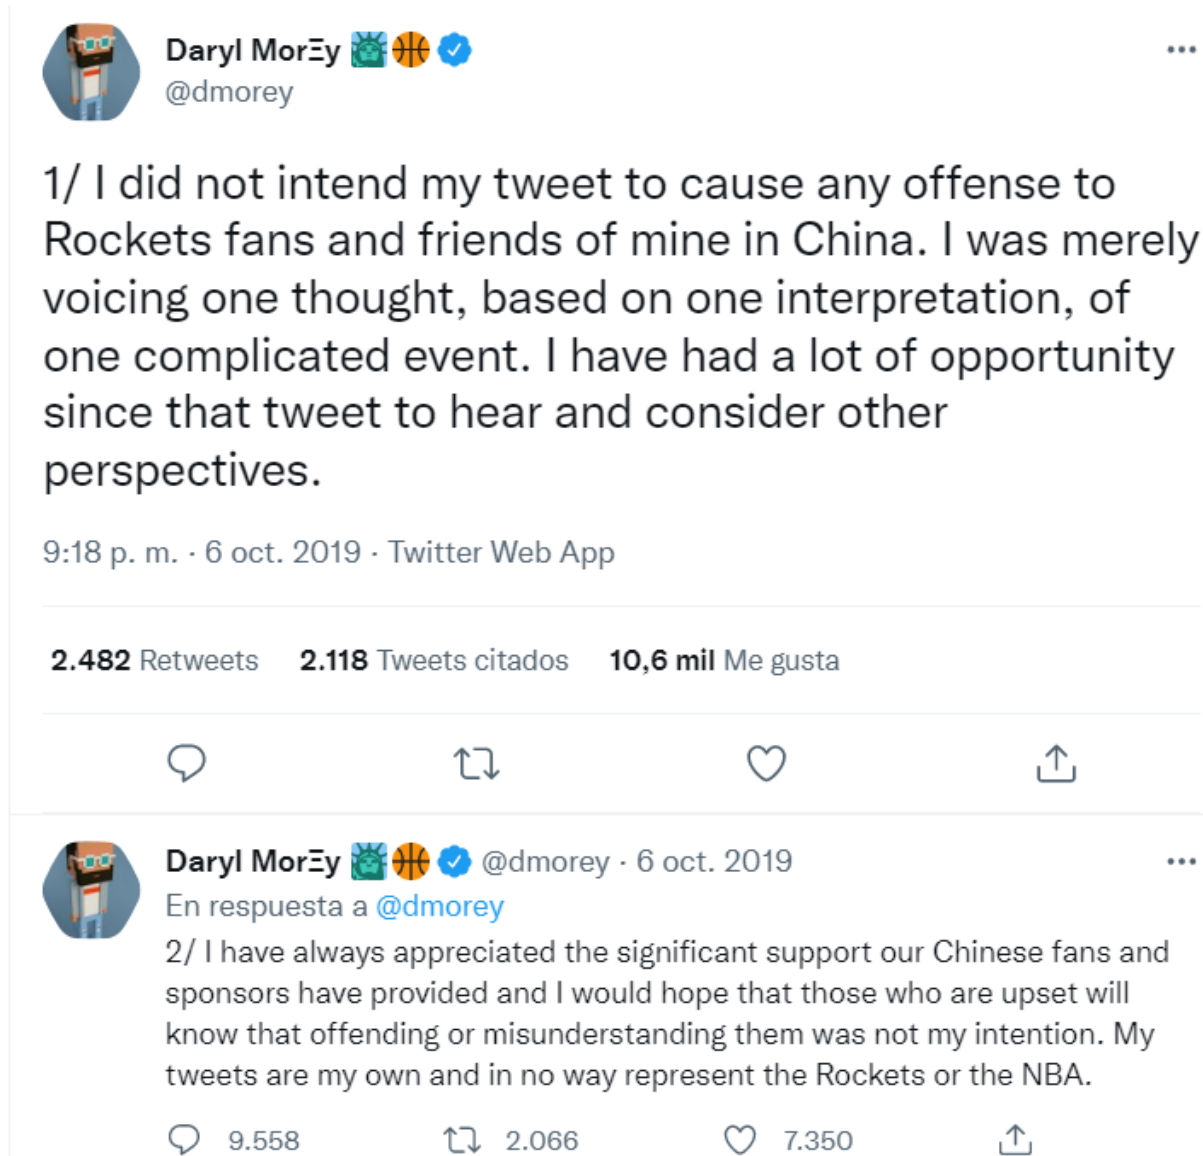 Daryl MorΞy
@dmorey
1/ I did not intend my tweet to cause any offense to
Rockets fans and friends of mine in China. I was merely
voicing one thought, based on one interpretation, of
one complicated event. I have had a lot of opportunity
since that tweet to hear and consider other
perspectives.
9:18 p. m. · 6 oct. 2019 · Twitter Web App
2.482 Retweets 2.118 Tweets citados 10,6 mil Me gusta
Daryl MorΞy @dmorey · 6 oct. 2019
En respuesta a @dmorey
2/ I have always appreciated the significant support our Chinese fans and
sponsors have provided and I would hope that those who are upset will
know that offending or misunderstanding them was not my intention. My
tweets are my own and in no way represent the Rockets or the NBA.
9.558 2.066 7.350